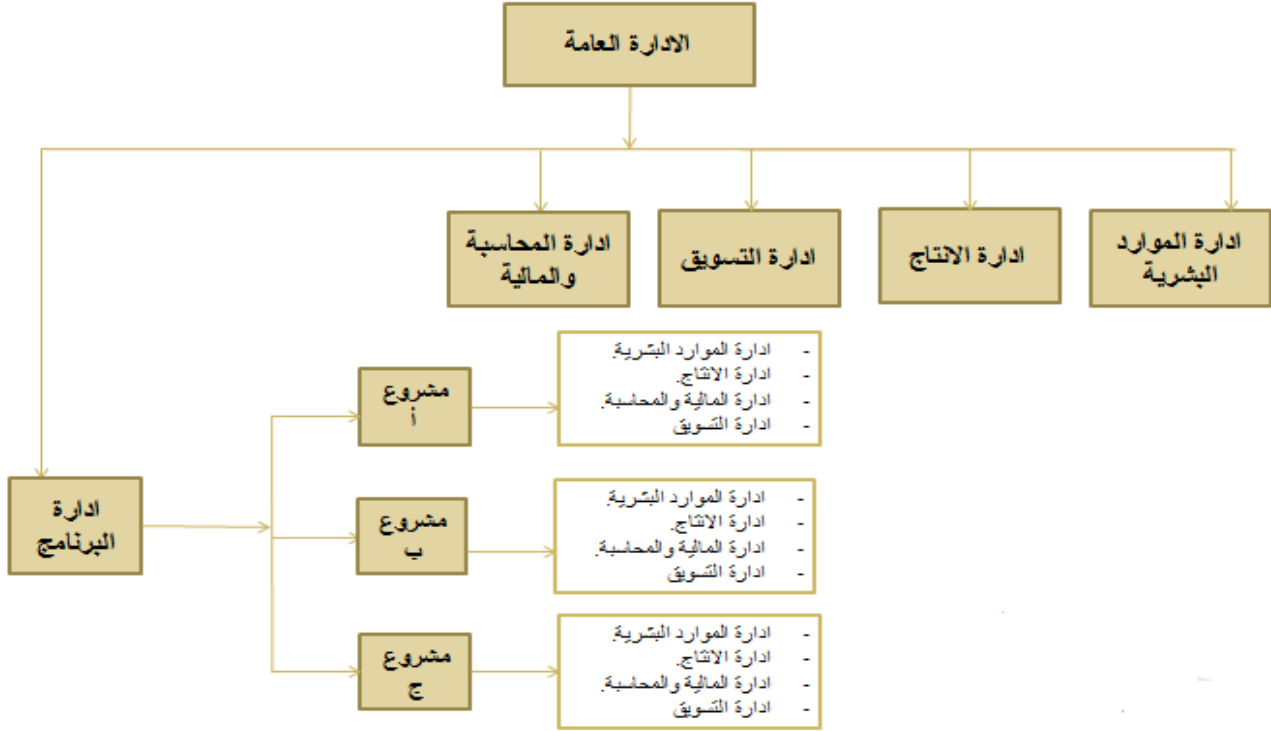 الادارة العامة
ادارة الموارد
البشرية
ادارة الانتاج
ادارة التسويق
ادارة المحاسبة
والمالية
ادارة
البرنامج
مشروع
أ
- ادارة الموارد البشرية.
- ادارة الانتاج.
- ادارة المالية والمحاسبة.
- ادارة التسويق
مشروع
ب
- ادارة الموارد البشرية.
- ادارة الانتاج.
- ادارة المالية والمحاسبة.
- ادارة التسويق
مشروع
ج
- ادارة الموارد البشرية.
- ادارة الانتاج.
- ادارة المالية والمحاسبة.
- ادارة التسويق